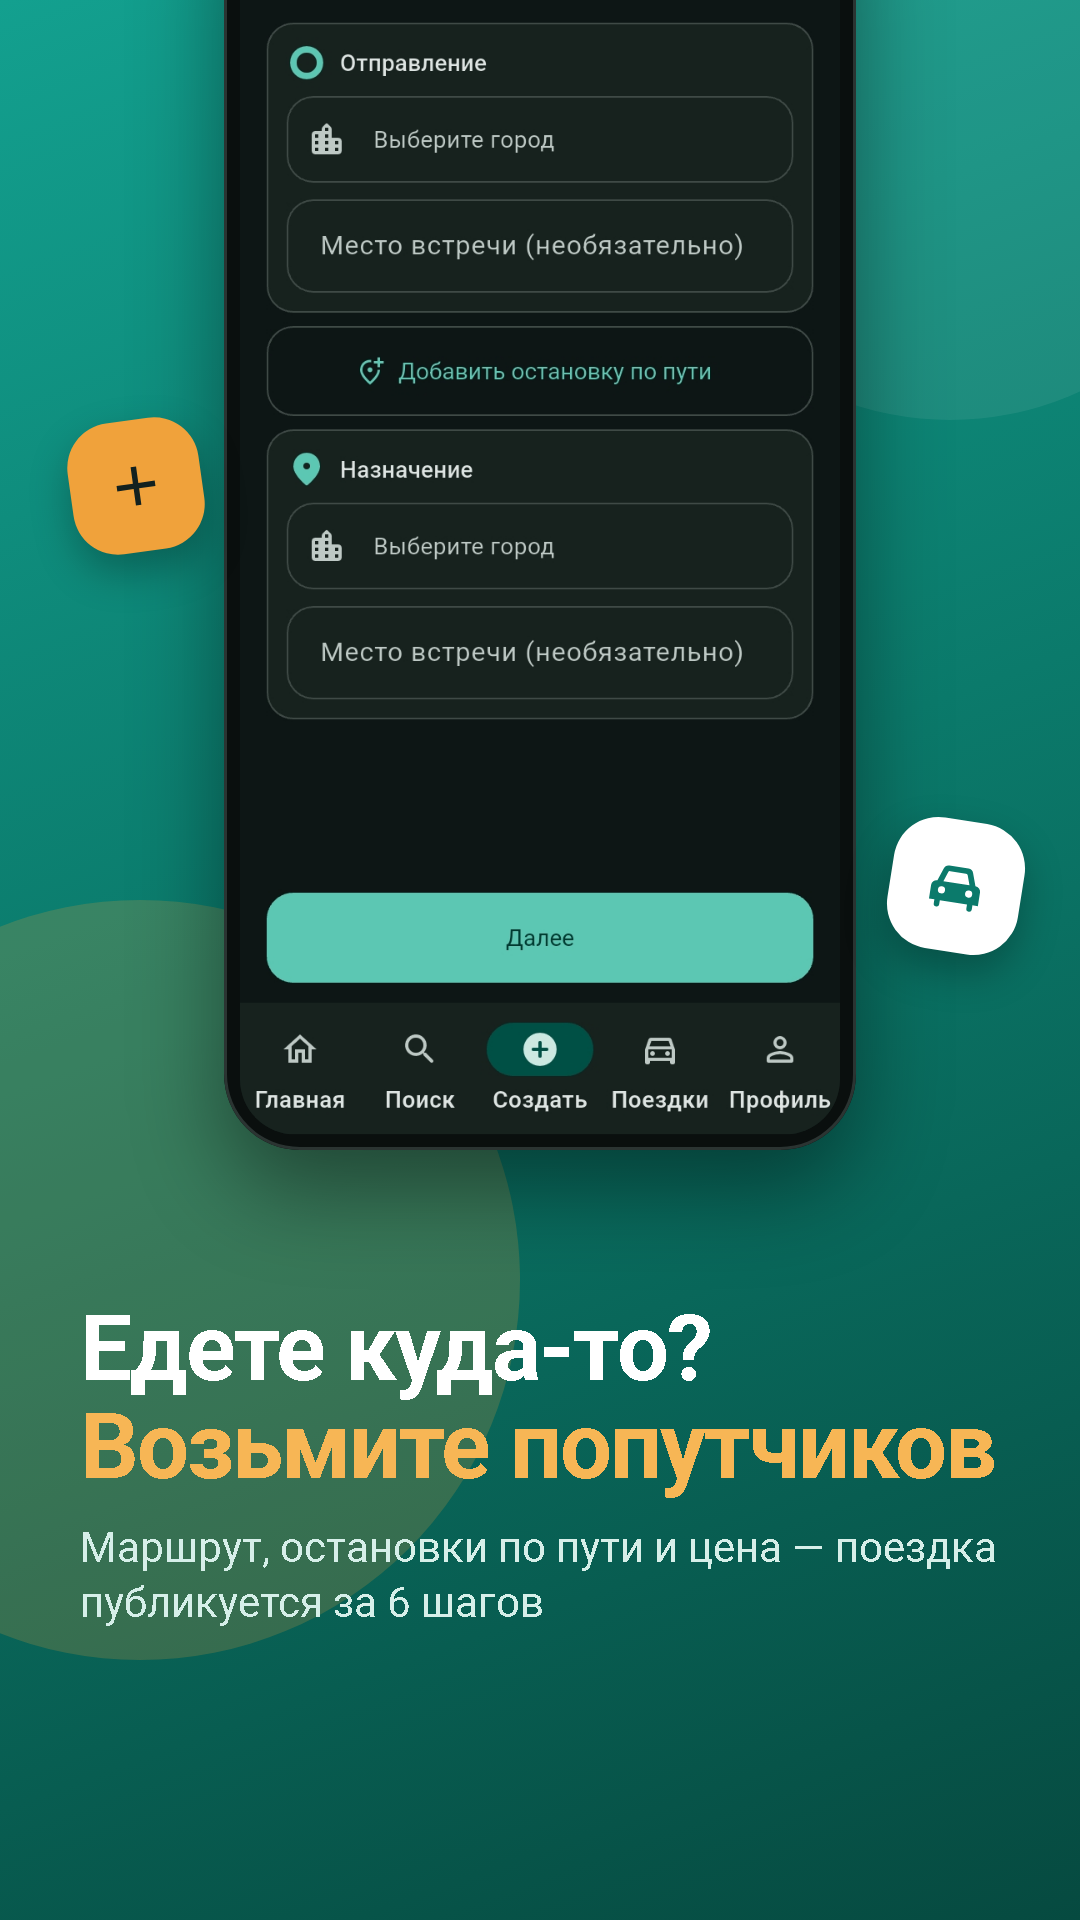 Отправление
Выберите город
Место встречи (необязательно)
Добавить остановку по пути
Назначение
Выберите город
Место встречи (необязательно)
Далее
Главная Поиск Создать Поездки Профиль
Едете куда-то?
Возьмите попутчиков
Маршрут, остановки по пути и цена — поездка
публикуется за 6 шагов